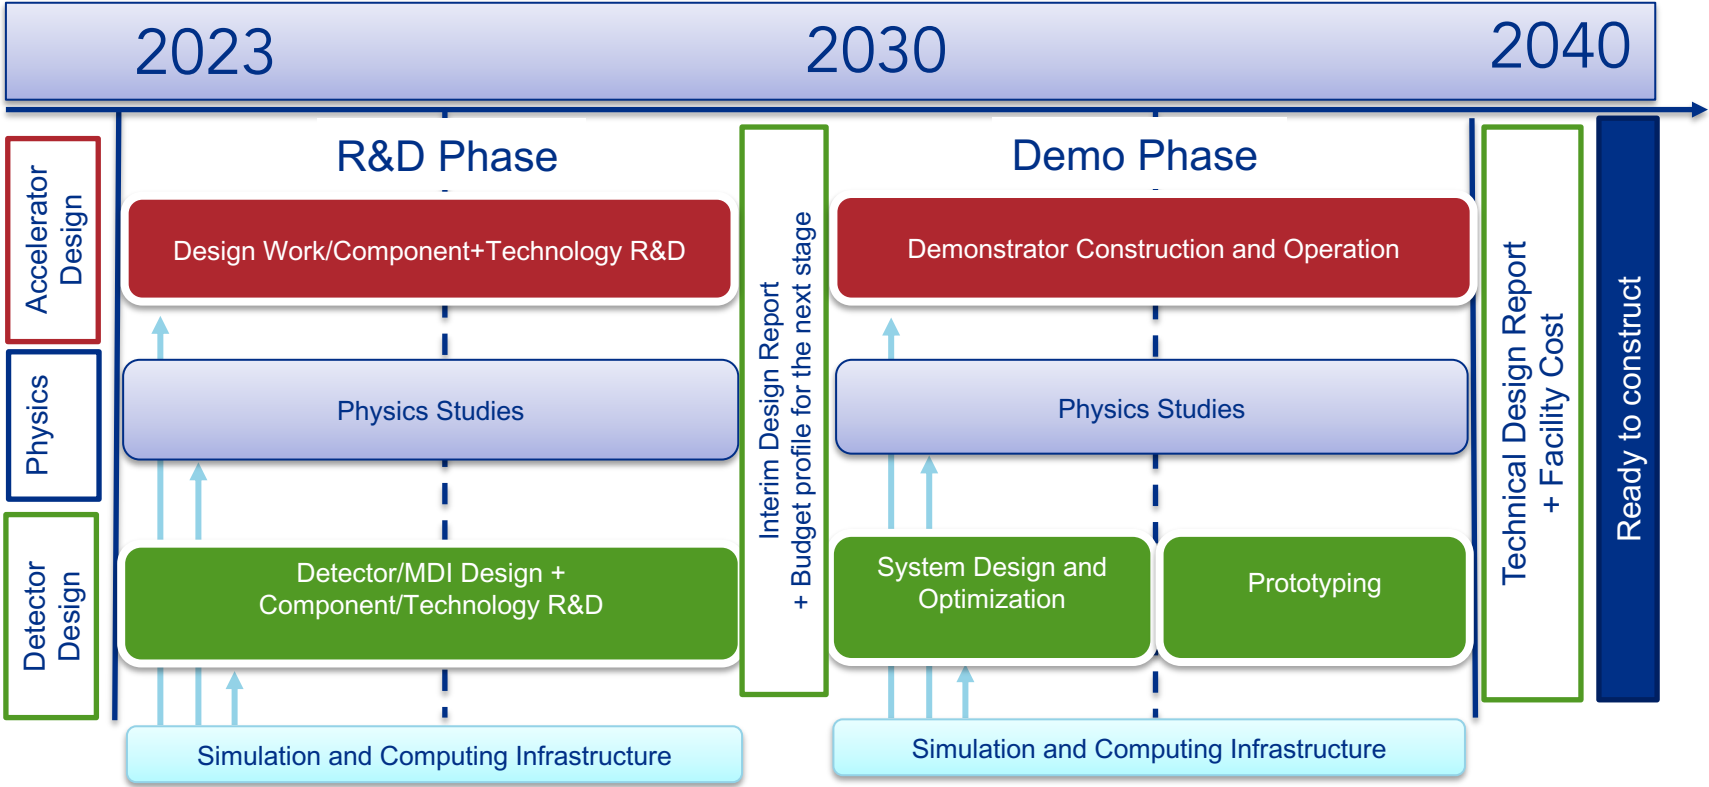 2023
2030
2040
R&D Phase
Demo Phase
Accelerator
Design
Design Work/Component+Technology R&D
Demonstrator Construction and Operation
Physics
Physics Studies
Physics Studies
Detector
Design
Detector/MDI Design +
Component/Technology R&D
System Design and
Optimization
Prototyping
Interim Design Report
+ Budget profile for the next stage
Technical Design Report
+ Facility Cost
Ready to construct
Simulation and Computing Infrastructure
Simulation and Computing Infrastructure